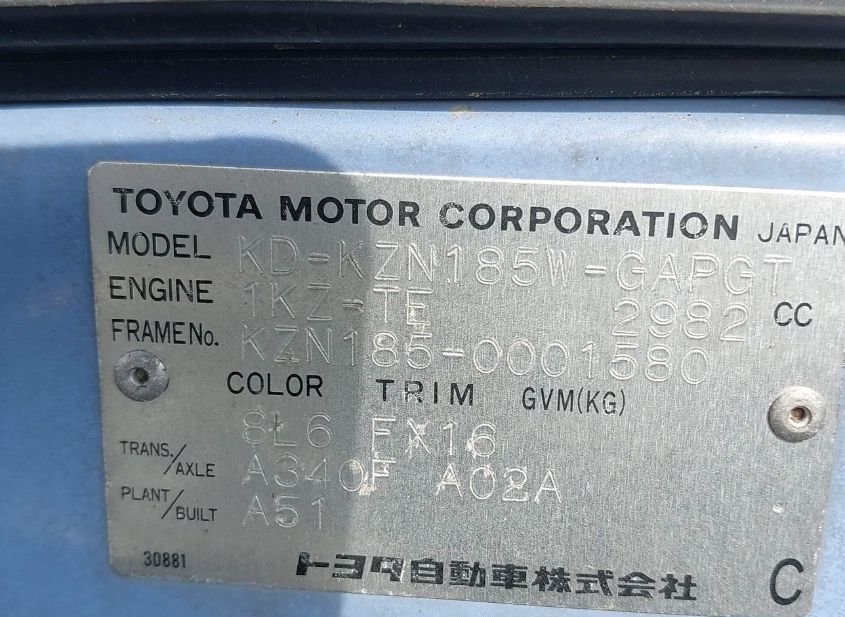 TOYOTA MOTOR CORPORATION JAPAN
MODEL KD-KZN185W-GAPGT
ENGINE 1KZ-TE 2982 CC
FRAME No. KZN185-0001580
COLOR TRIM GVM(KG)
8L6 FX16
TRANS./AXLE A340F A02A
PLANT/BUILT A51
30881 トヨタ自動車株式会社 C